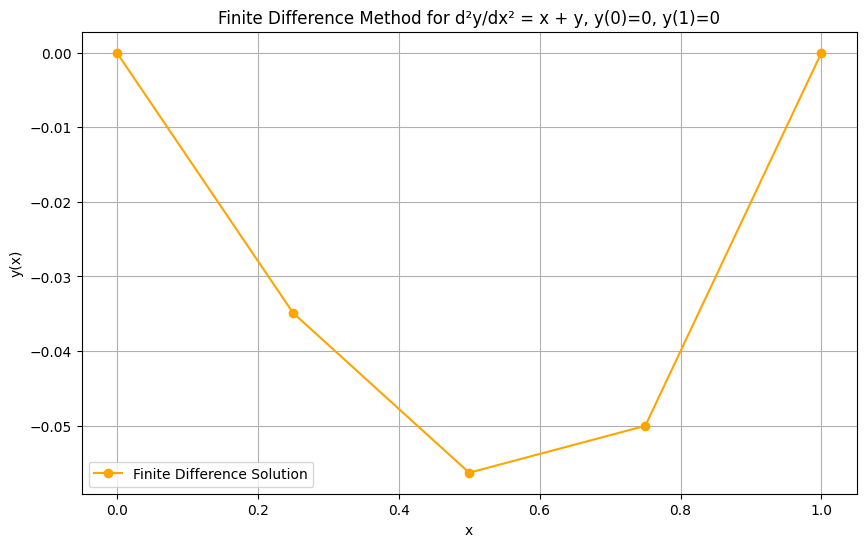 Finite Difference Method for d²y/dx² = x + y, y(0)=0, y(1)=0
0.00
−0.01
−0.02
−0.03
−0.04
−0.05
y(x)
Finite Difference Solution
0.0 0.2 0.4 0.6 0.8 1.0
x